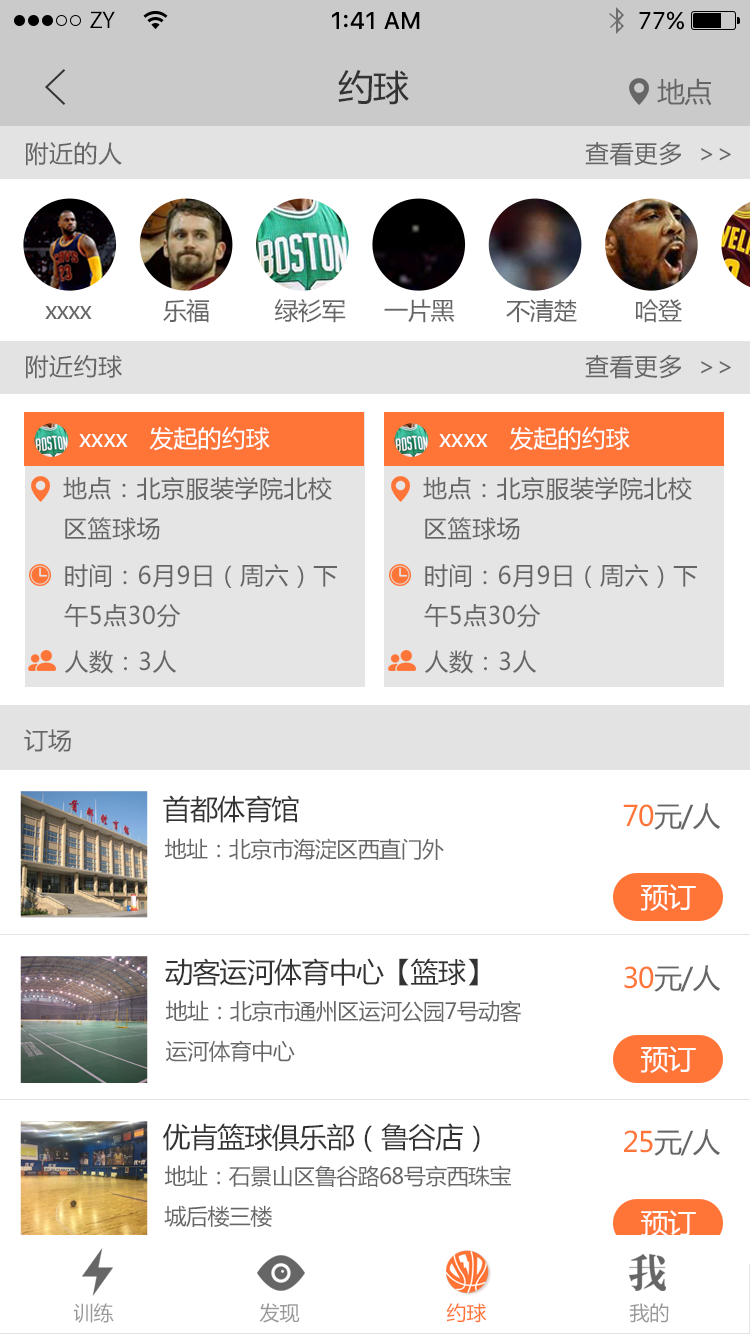 ZY 1:41 AM 77%
约球 地点
附近的人 查看更多 >>
BOSTON
xxxx 乐福 绿衫军 一片黑 不清楚 哈登
附近约球 查看更多 >>
BOSTON xxxx 发起的约球
地点：北京服装学院北校
区篮球场
时间：6月9日（周六）下
午5点30分
人数：3人
BOSTON xxxx 发起的约球
地点：北京服装学院北校
区篮球场
时间：6月9日（周六）下
午5点30分
人数：3人
订场
首都体育馆
首都体育馆 70元/人
地址：北京市海淀区西直门外
预订
动客运河体育中心【篮球】 30元/人
地址：北京市通州区运河公园7号动客
运河体育中心
预订
优肯篮球俱乐部（鲁谷店） 25元/人
地址：石景山区鲁谷路68号京西珠宝
城后楼三楼
预订
我
训练 发现 约球 我的